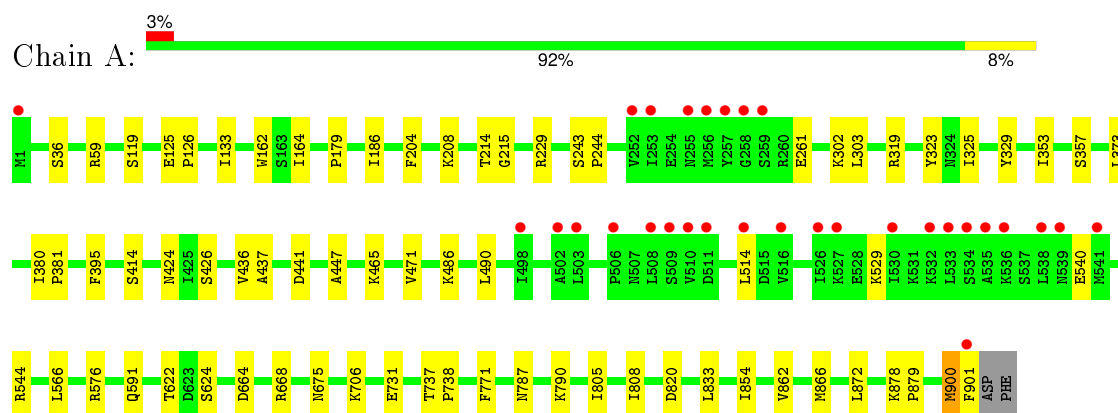 3%
Chain A:
92% 8%
M1 S36 R59 S119 E125 P126 I133 W162 S163 I164 P179 I186 F204 K208 T214 G215 R229 S243 P244 V252 I253 E254 N255 M256 Y257 G258 S259 R260 E261 K302 L303 R319 Y323 N324 I325 Y329 I353 S357 L373
I380 P381 F395 S414 N424 I425 S426 V436 A437 D441 A447 K465 V471 K486 L490 I498 A502 L503 P506 N507 L508 S509 V510 D511 L514 D515 V516 I526 K527 E528 K529 I530 K531 K532 L533 S534 A535 K536 S537 L538 N539 E540 M541
R544 L566 R576 Q591 T622 D623 S624 D664 R668 N675 K706 E731 T737 P738 F771 N787 K790 I805 I808 D820 L833 I854 V862 M866 L872 K878 P879 M900 F901 ASP PHE